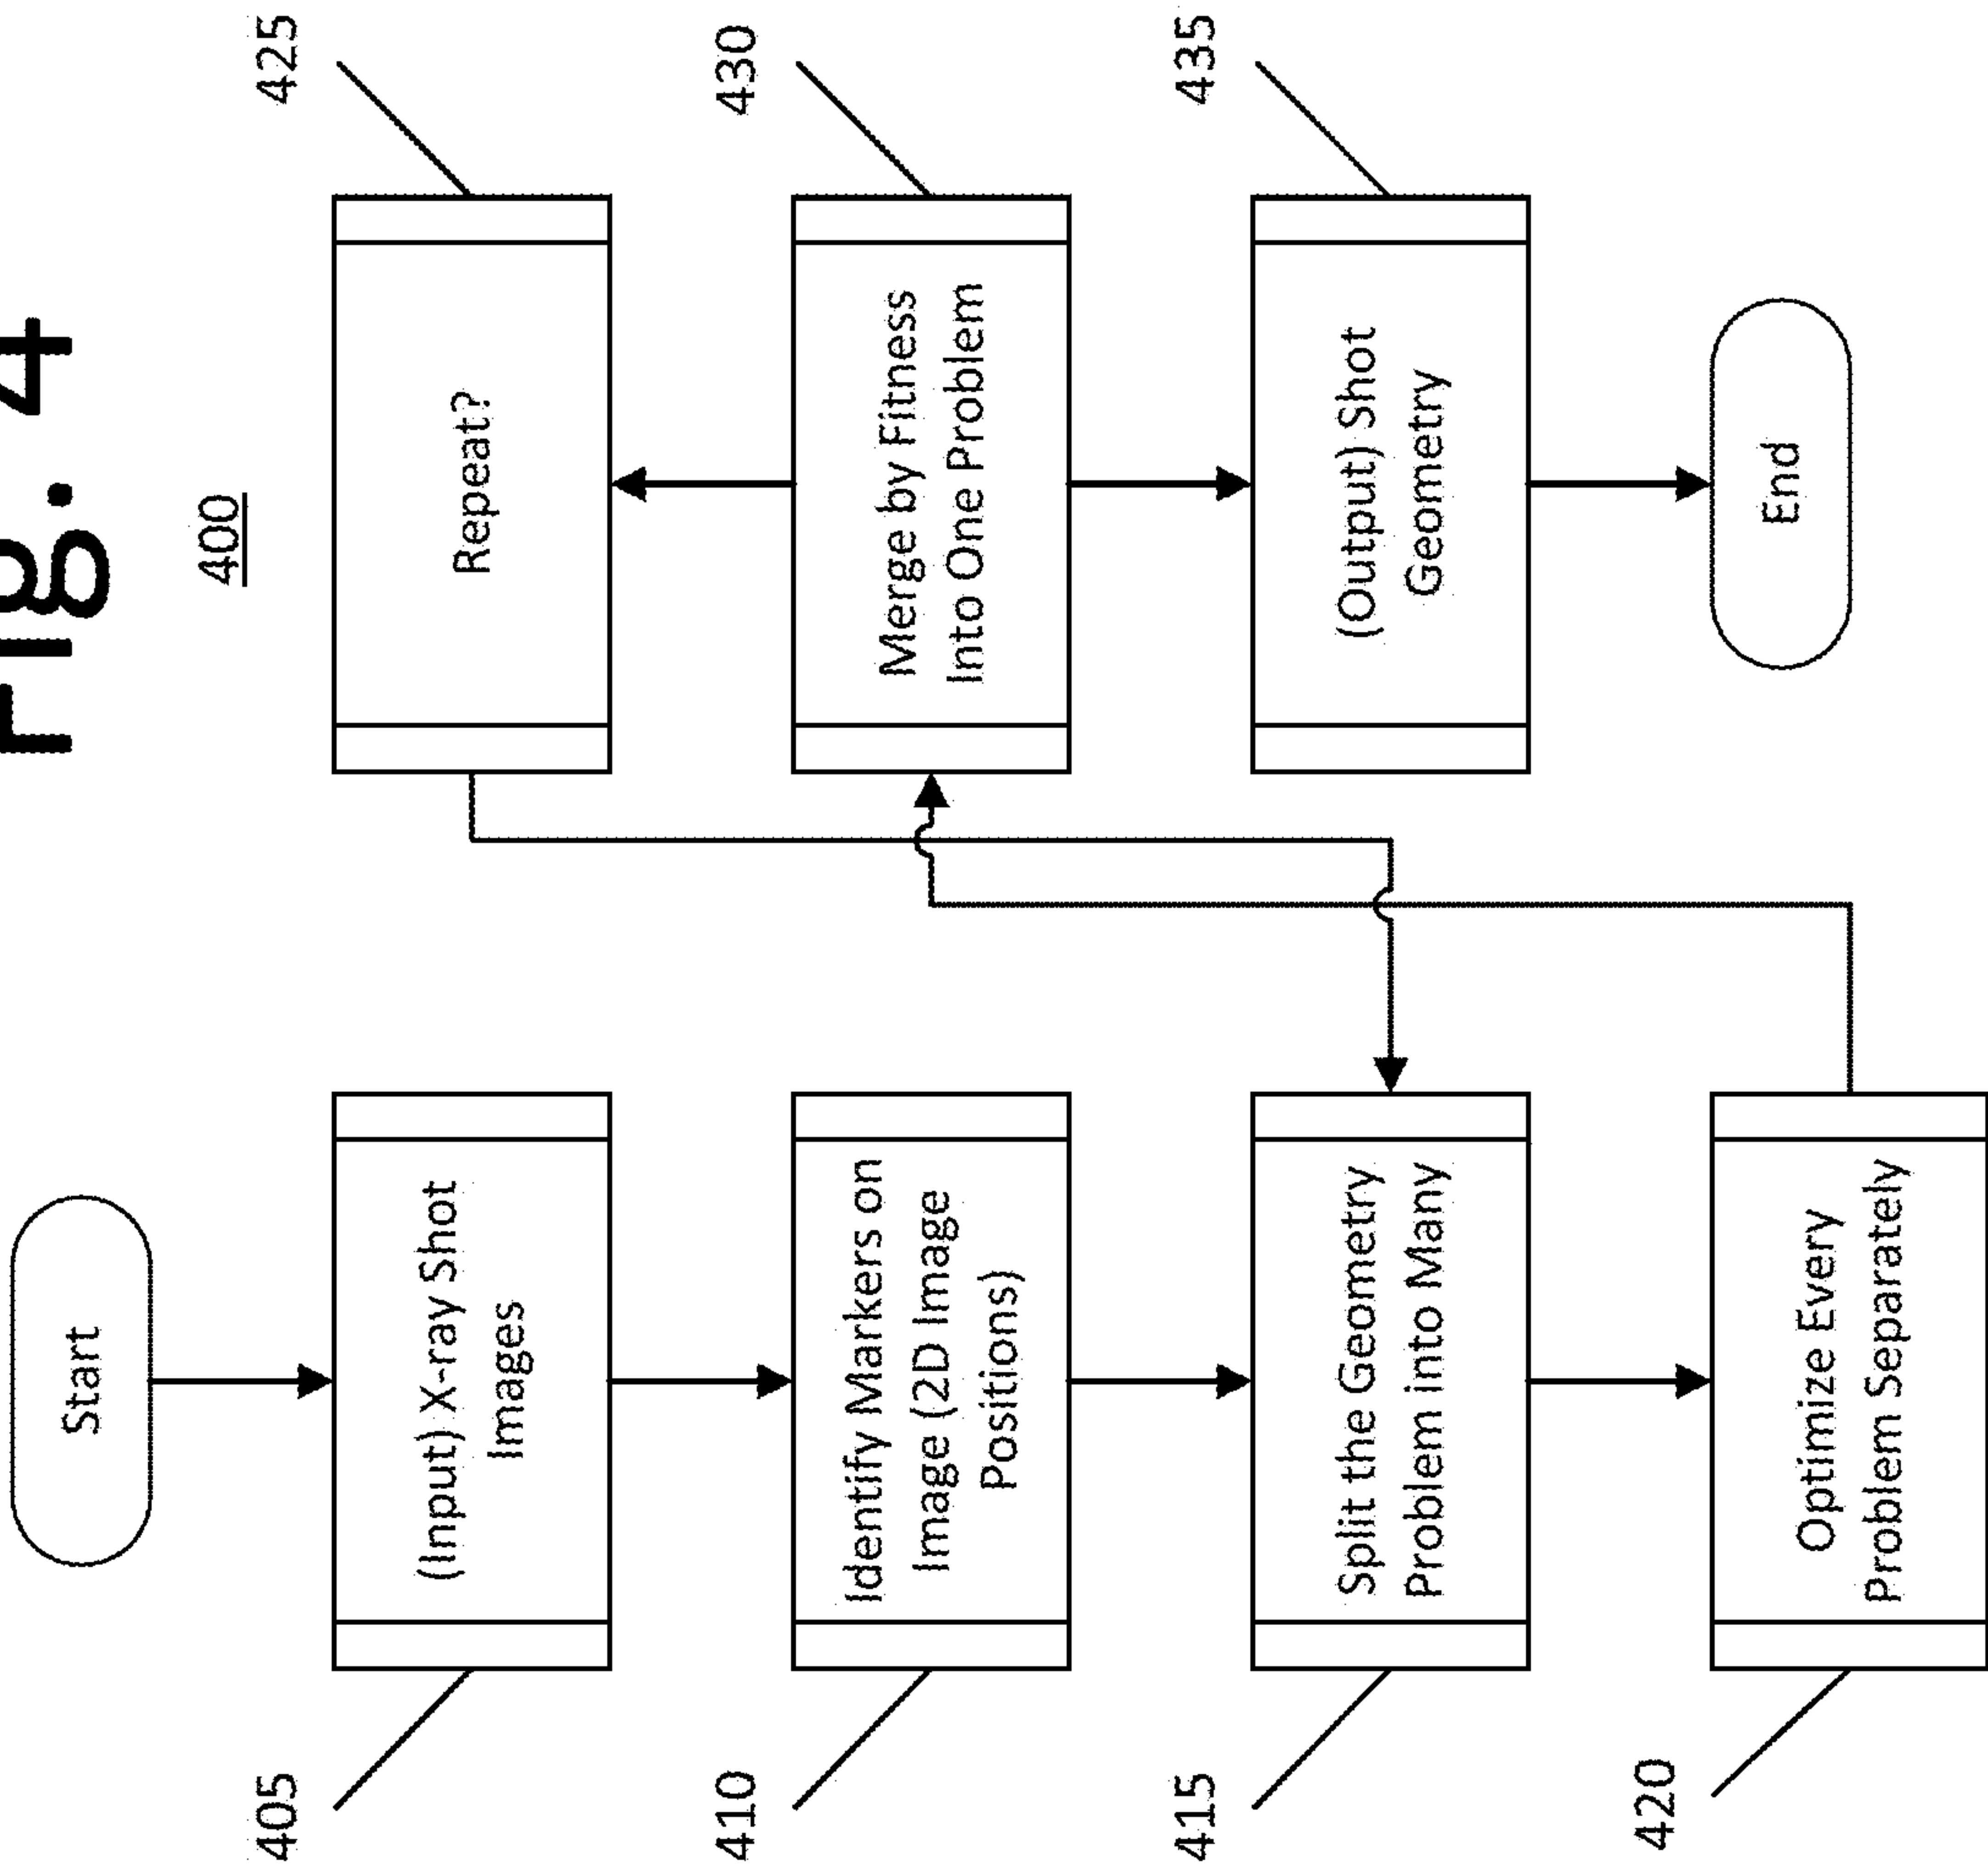 Fig. 4
400
Start
405
(Input) X-ray Shot
Images
410
Identify Markers on
Image (2D Image
Positions)
415
Split the Geometry
Problem into Many
420
Optimize Every
Problem Separately
425
Repeat?
430
Merge by Fitness
Into One Problem
435
(Output) Shot
Geometry
End